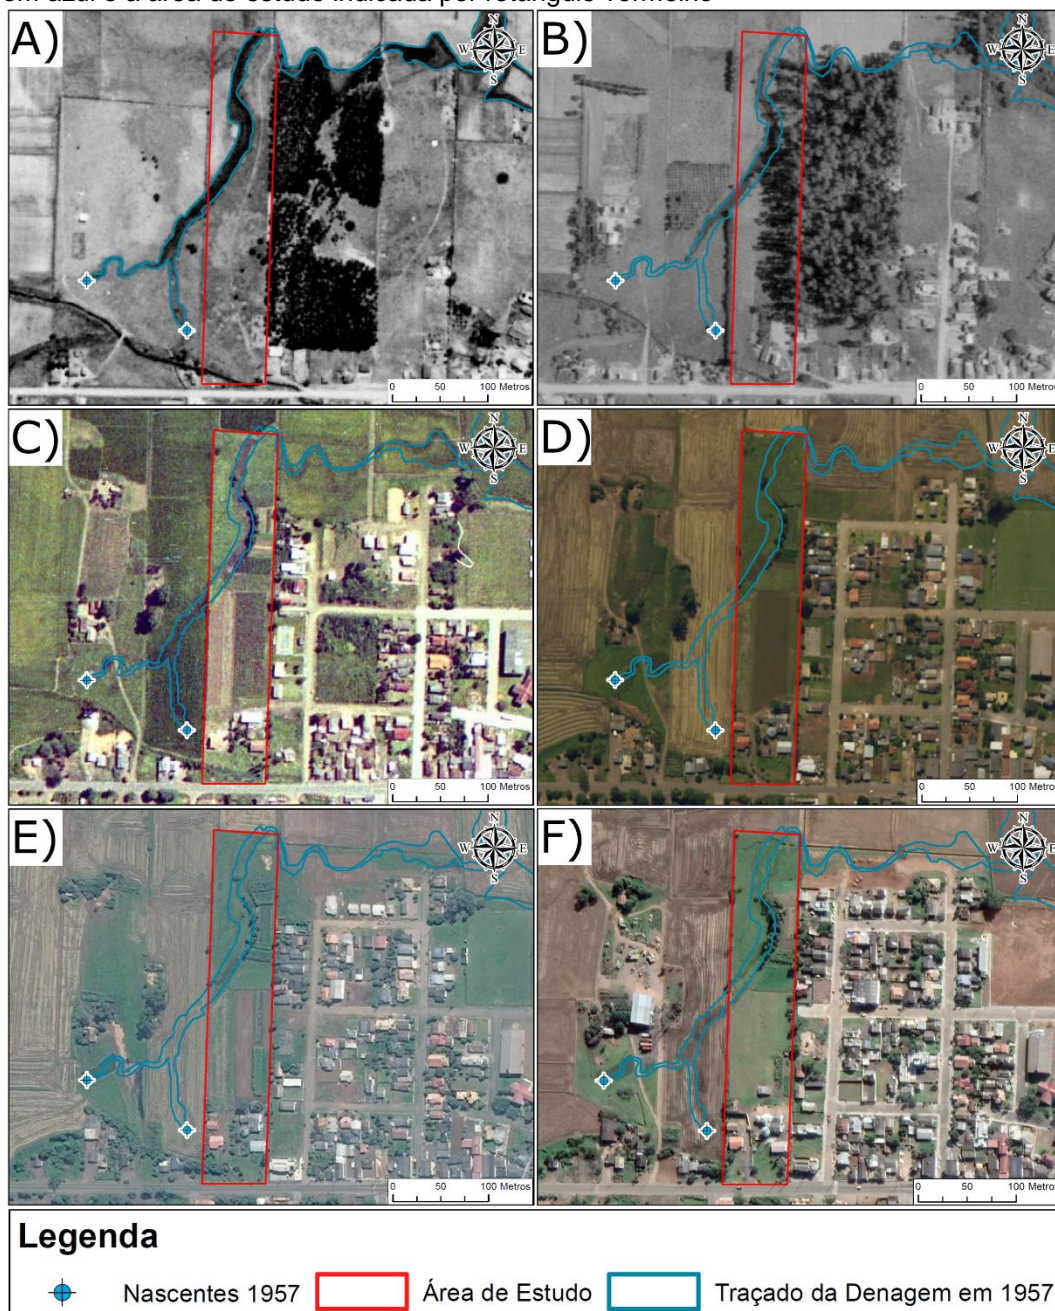 em azul e a área de estudo indicada por retângulo vermelho
A)
N
W E
S
0 50 100 Metros
B)
N
W E
S
0 50 100 Metros
C)
N
W E
S
0 50 100 Metros
D)
N
W E
S
0 50 100 Metros
E)
N
W E
S
0 50 100 Metros
F)
N
W E
S
0 50 100 Metros
Legenda
Nascentes 1957 Área de Estudo Traçado da Denagem em 1957